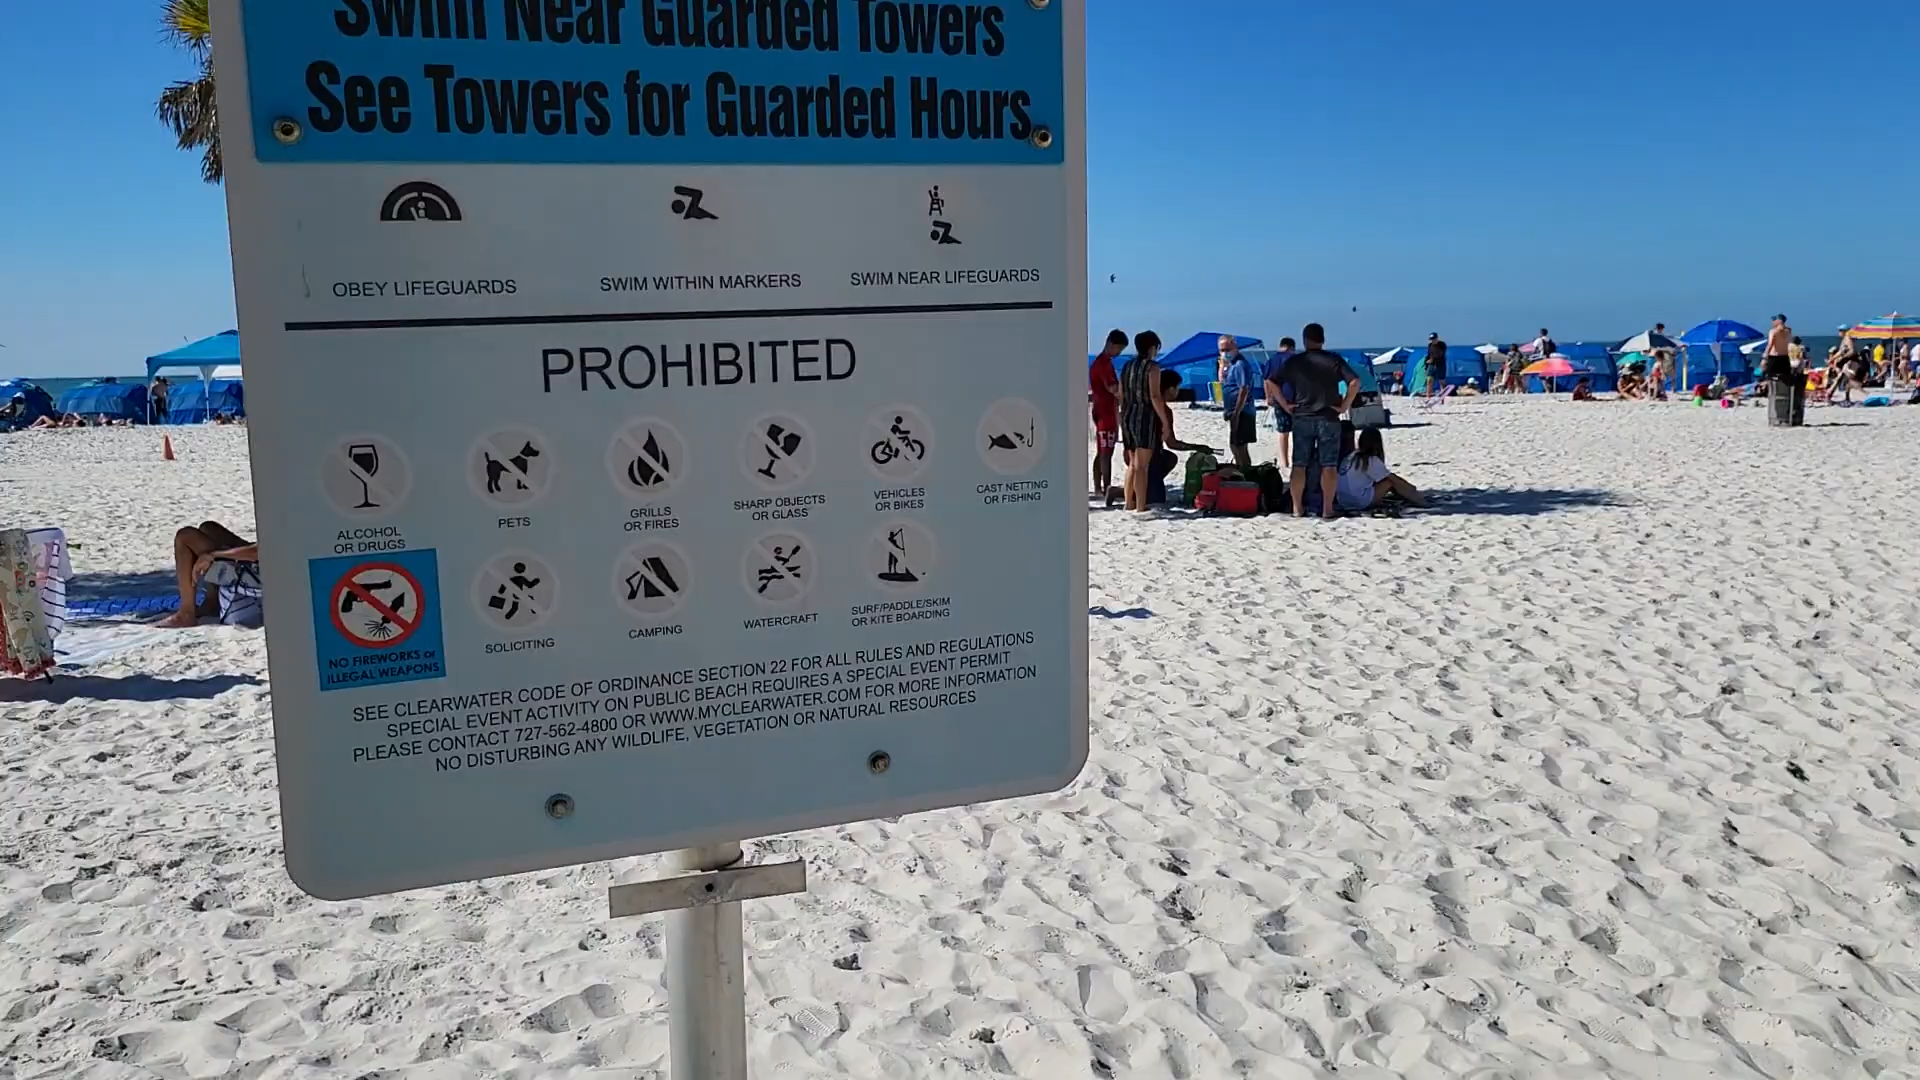 Swim Near Guarded Towers
See Towers for Guarded Hours
OBEY LIFEGUARDS
SWIM WITHIN MARKERS
SWIM NEAR LIFEGUARDS
PROHIBITED
ALCOHOL
OR DRUGS
PETS
GRILLS
OR FIRES
SHARP OBJECTS
OR GLASS
VEHICLES
OR BIKES
CAST NETTING
OR FISHING
NO FIREWORKS or
ILLEGAL WEAPONS
SOLICITING
CAMPING
WATERCRAFT
SURF/PADDLE/SKIM
OR KITE BOARDING
SEE CLEARWATER CODE OF ORDINANCE SECTION 22 FOR ALL RULES AND REGULATIONS
SPECIAL EVENT ACTIVITY ON PUBLIC BEACH REQUIRES A SPECIAL EVENT PERMIT
PLEASE CONTACT 727-562-4800 OR WWW.MYCLEARWATER.COM FOR MORE INFORMATION
NO DISTURBING ANY WILDLIFE, VEGETATION OR NATURAL RESOURCES